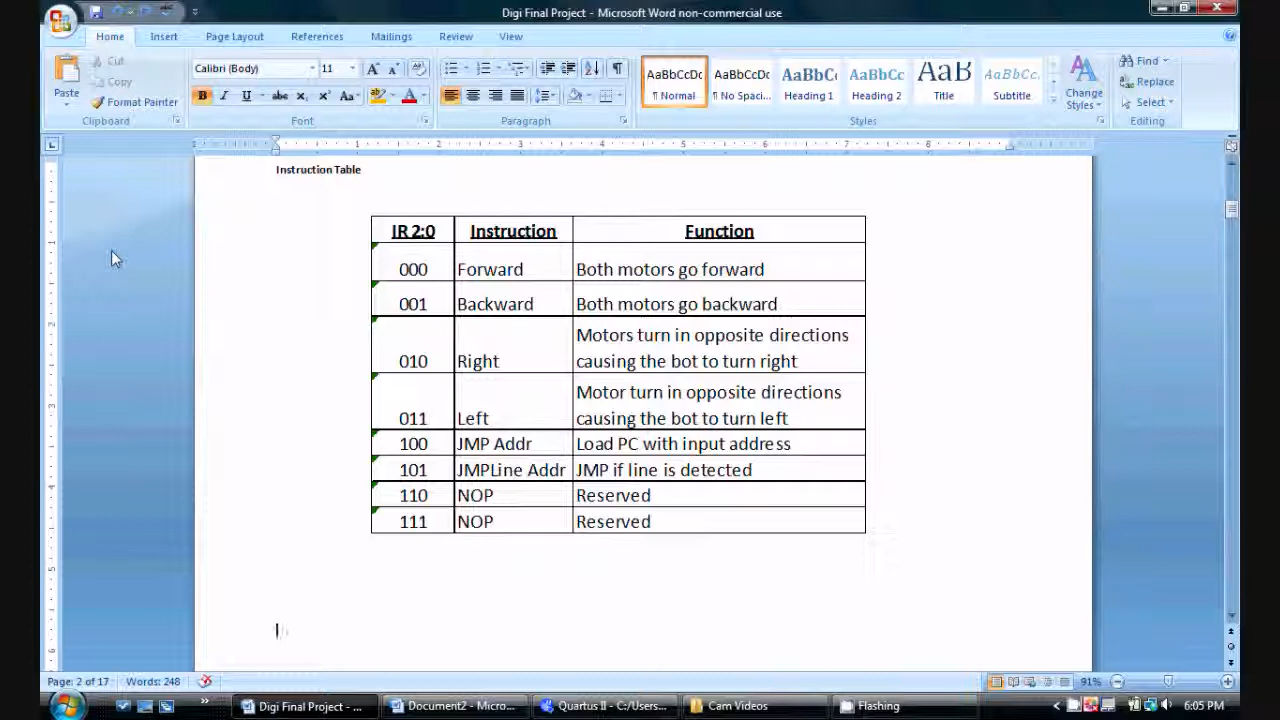 Digi Final Project - Microsoft Word non-commercial use
Home Insert Page Layout References Mailings Review View
Paste
Cut
Copy
Format Painter
Clipboard
Calibri (Body) 11
Font
Paragraph
AaBbCcDc AaBbCcDc AaBbCc AaBbCc AaB AaBbCc.
¶ Normal ¶ No Spaci... Heading 1 Heading 2 Title Subtitle
Change Styles
Styles
Find
Replace
Select
Editing
Instruction Table
IR 2:0 Instruction Function
000 Forward Both motors go forward
001 Backward Both motors go backward
Motors turn in opposite directions
010 Right causing the bot to turn right
Motor turn in opposite directions
011 Left causing the bot to turn left
100 JMP Addr Load PC with input address
101 JMPLine Addr JMP if line is detected
110 NOP Reserved
111 NOP Reserved
Page: 2 of 17 Words: 248 91%
Digi Final Project - ... Document2 - Micro... Quartus II - C:/Users... Cam Videos Flashing 6:05 PM